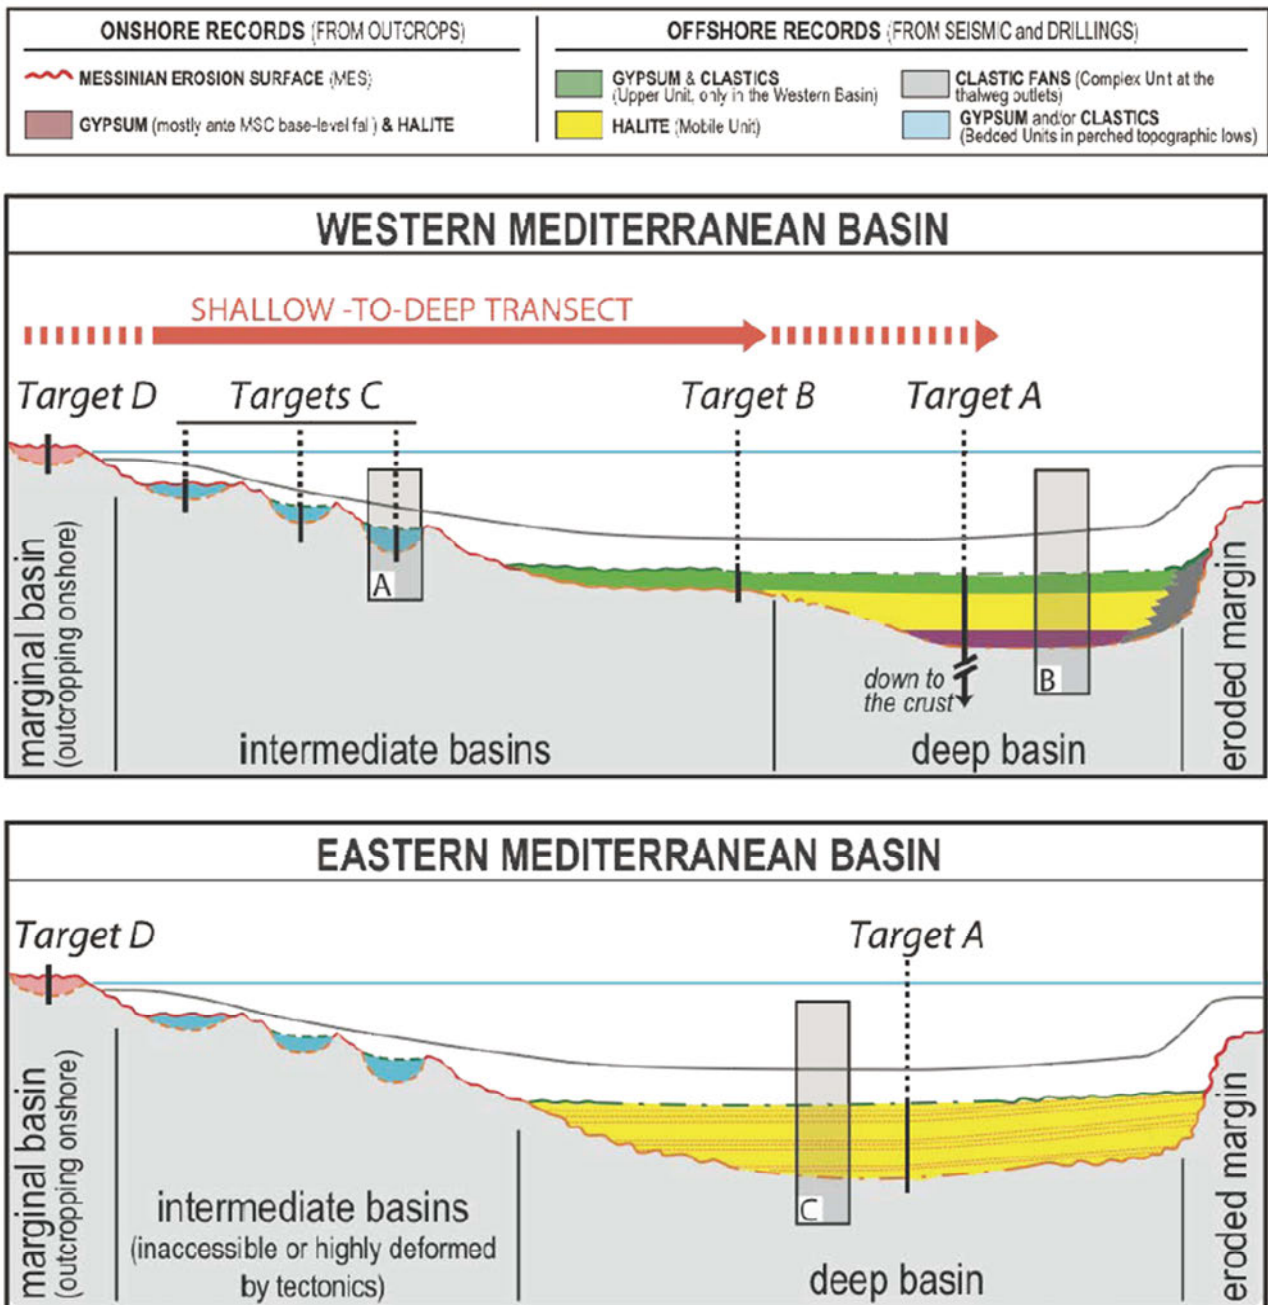 ONSHORE RECORDS (FROM OUTCROPS)
MESSINIAN EROSION SURFACE (MES)
GYPSUM (mostly ante MSC base-level fal ) & HALITE
OFFSHORE RECORDS (FROM SEISMIC and DRILLINGS)
GYPSUM & CLASTICS
(Upper Unit, only in the Western Basin)
HALITE (Mobile Unit)
CLASTIC FANS (Complex Unit at the
thalweg outlets)
GYPSUM and/or CLASTICS
(Bedced Units in perched topographic lows)
WESTERN MEDITERRANEAN BASIN
SHALLOW -TO-DEEP TRANSECT
Target D
Targets C
Target B
Target A
A
B
down to
the crust
marginal basin
(outcropping onshore)
intermediate basins
deep basin
eroded margin
EASTERN MEDITERRANEAN BASIN
Target D
Target A
C
marginal basin
(outcropping onshore)
intermediate basins
(inaccessible or highly deformed
by tectonics)
deep basin
eroded margin